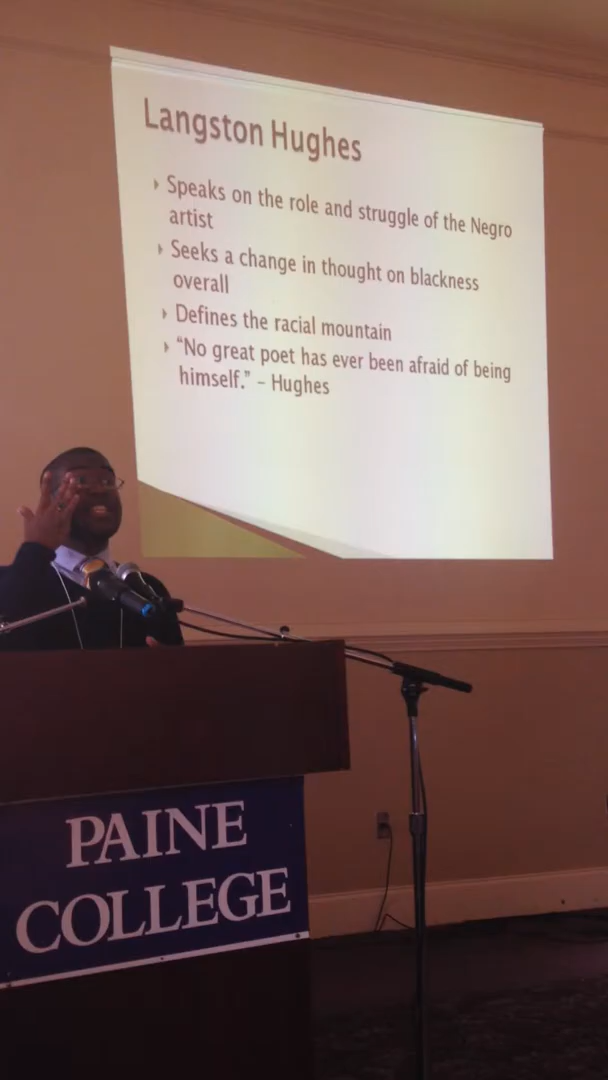 Langston Hughes
Speaks on the role and struggle of the Negro
artist
Seeks a change in thought on blackness
overall
Defines the racial mountain
“No great poet has ever been afraid of being
himself.” – Hughes
PAINE
COLLEGE